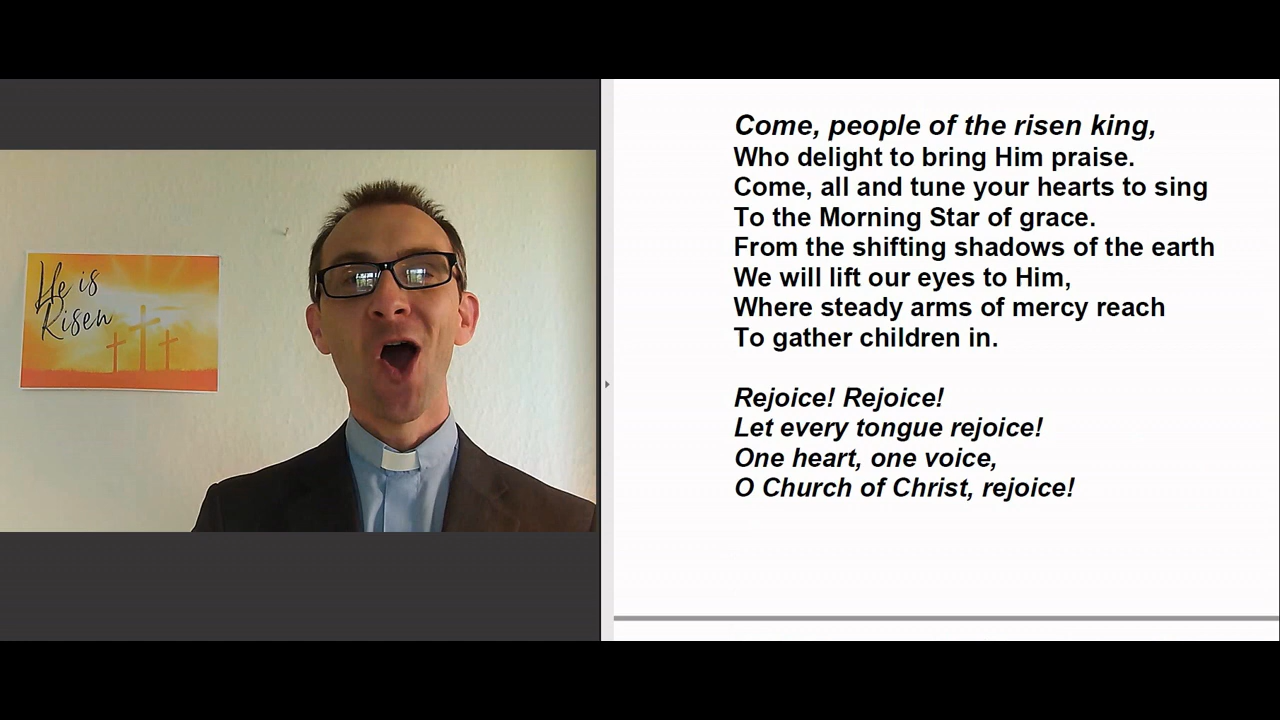 He is
Risen
Come, people of the risen king,
Who delight to bring Him praise.
Come, all and tune your hearts to sing
To the Morning Star of grace.
From the shifting shadows of the earth
We will lift our eyes to Him,
Where steady arms of mercy reach
To gather children in.
Rejoice! Rejoice!
Let every tongue rejoice!
One heart, one voice,
O Church of Christ, rejoice!